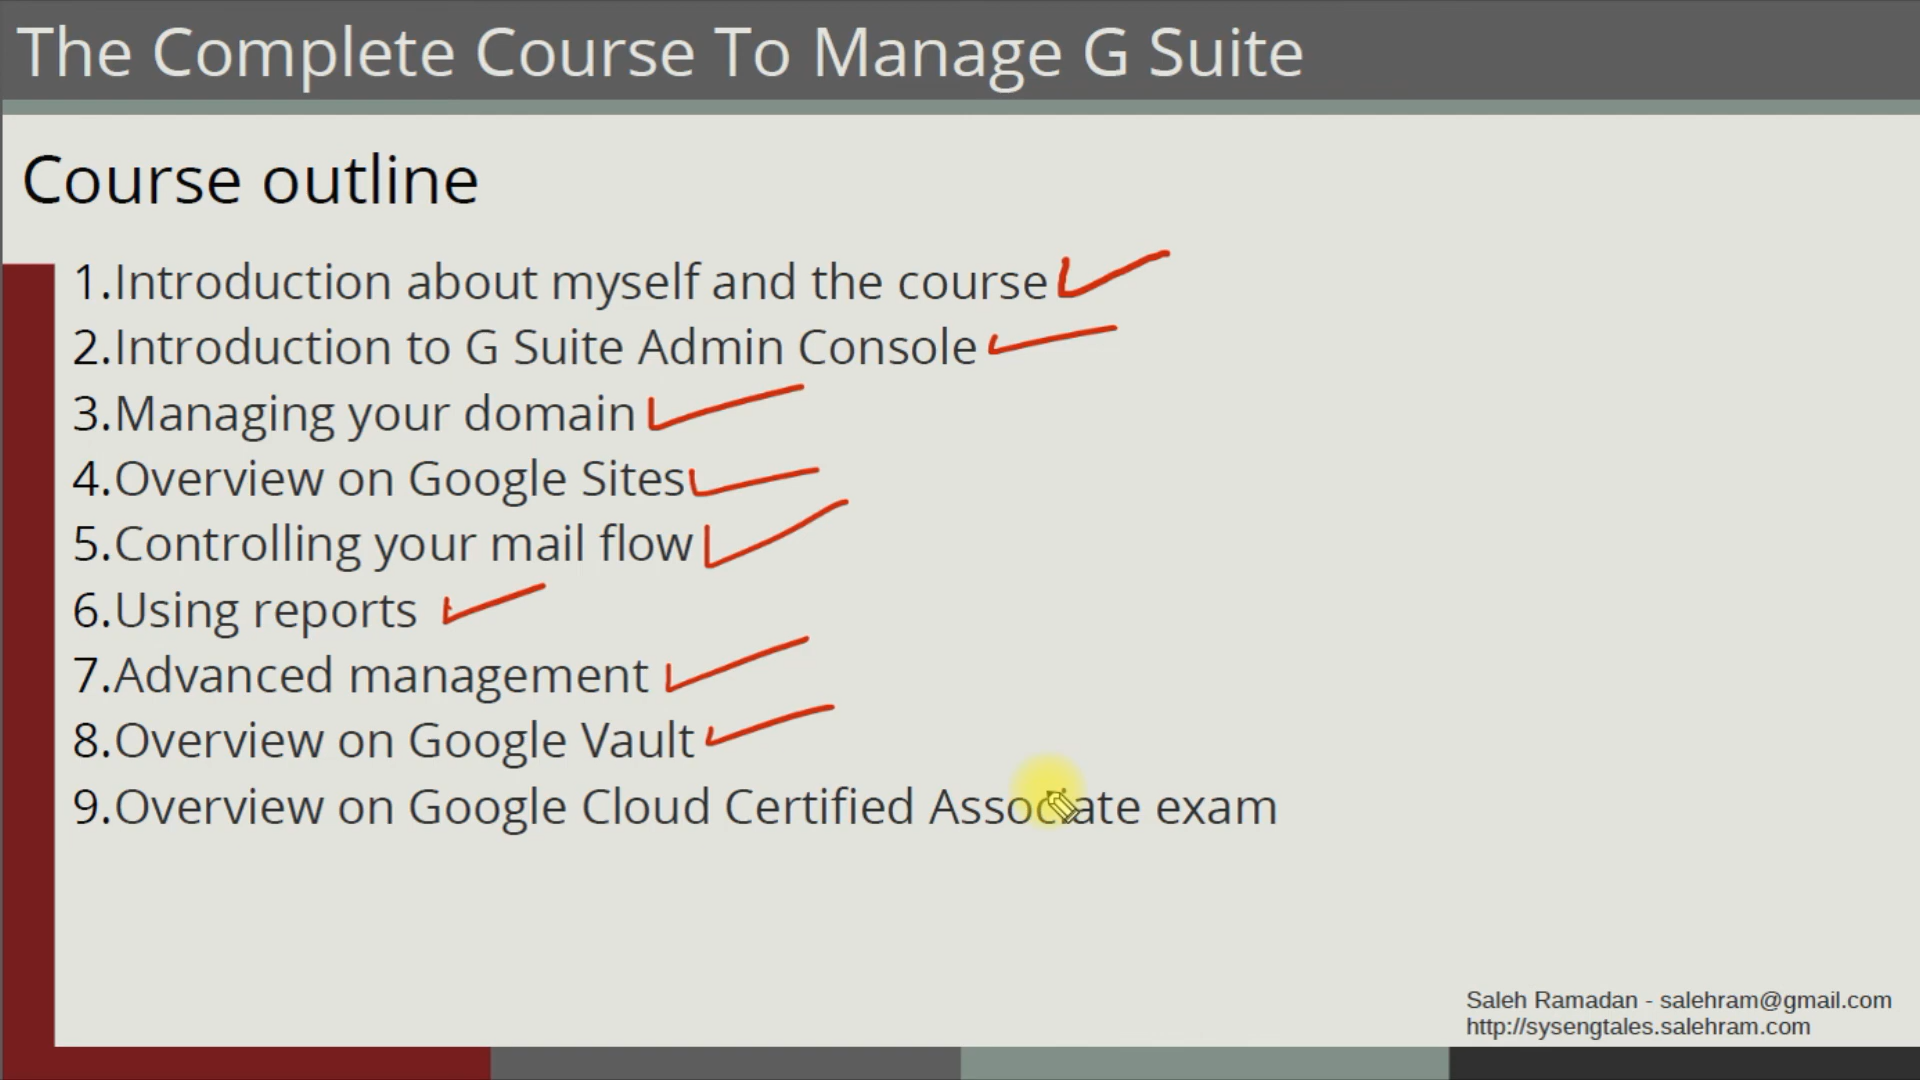 The Complete Course To Manage G Suite
Course outline
1.Introduction about myself and the course
2.Introduction to G Suite Admin Console
3.Managing your domain
4.Overview on Google Sites
5.Controlling your mail flow
6.Using reports
7.Advanced management
8.Overview on Google Vault
9.Overview on Google Cloud Certified Associate exam
Saleh Ramadan - salehram@gmail.com
http://sysengtales.salehram.com